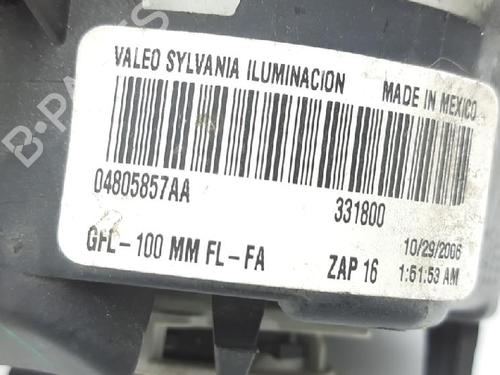 VALEO SYLVANIA ILUMINACION MADE IN MEXICO
04805857AA 331800
GFL-100 MM FL-FA ZAP 16 10/29/2006
1:51:53 AM
B-PARTS